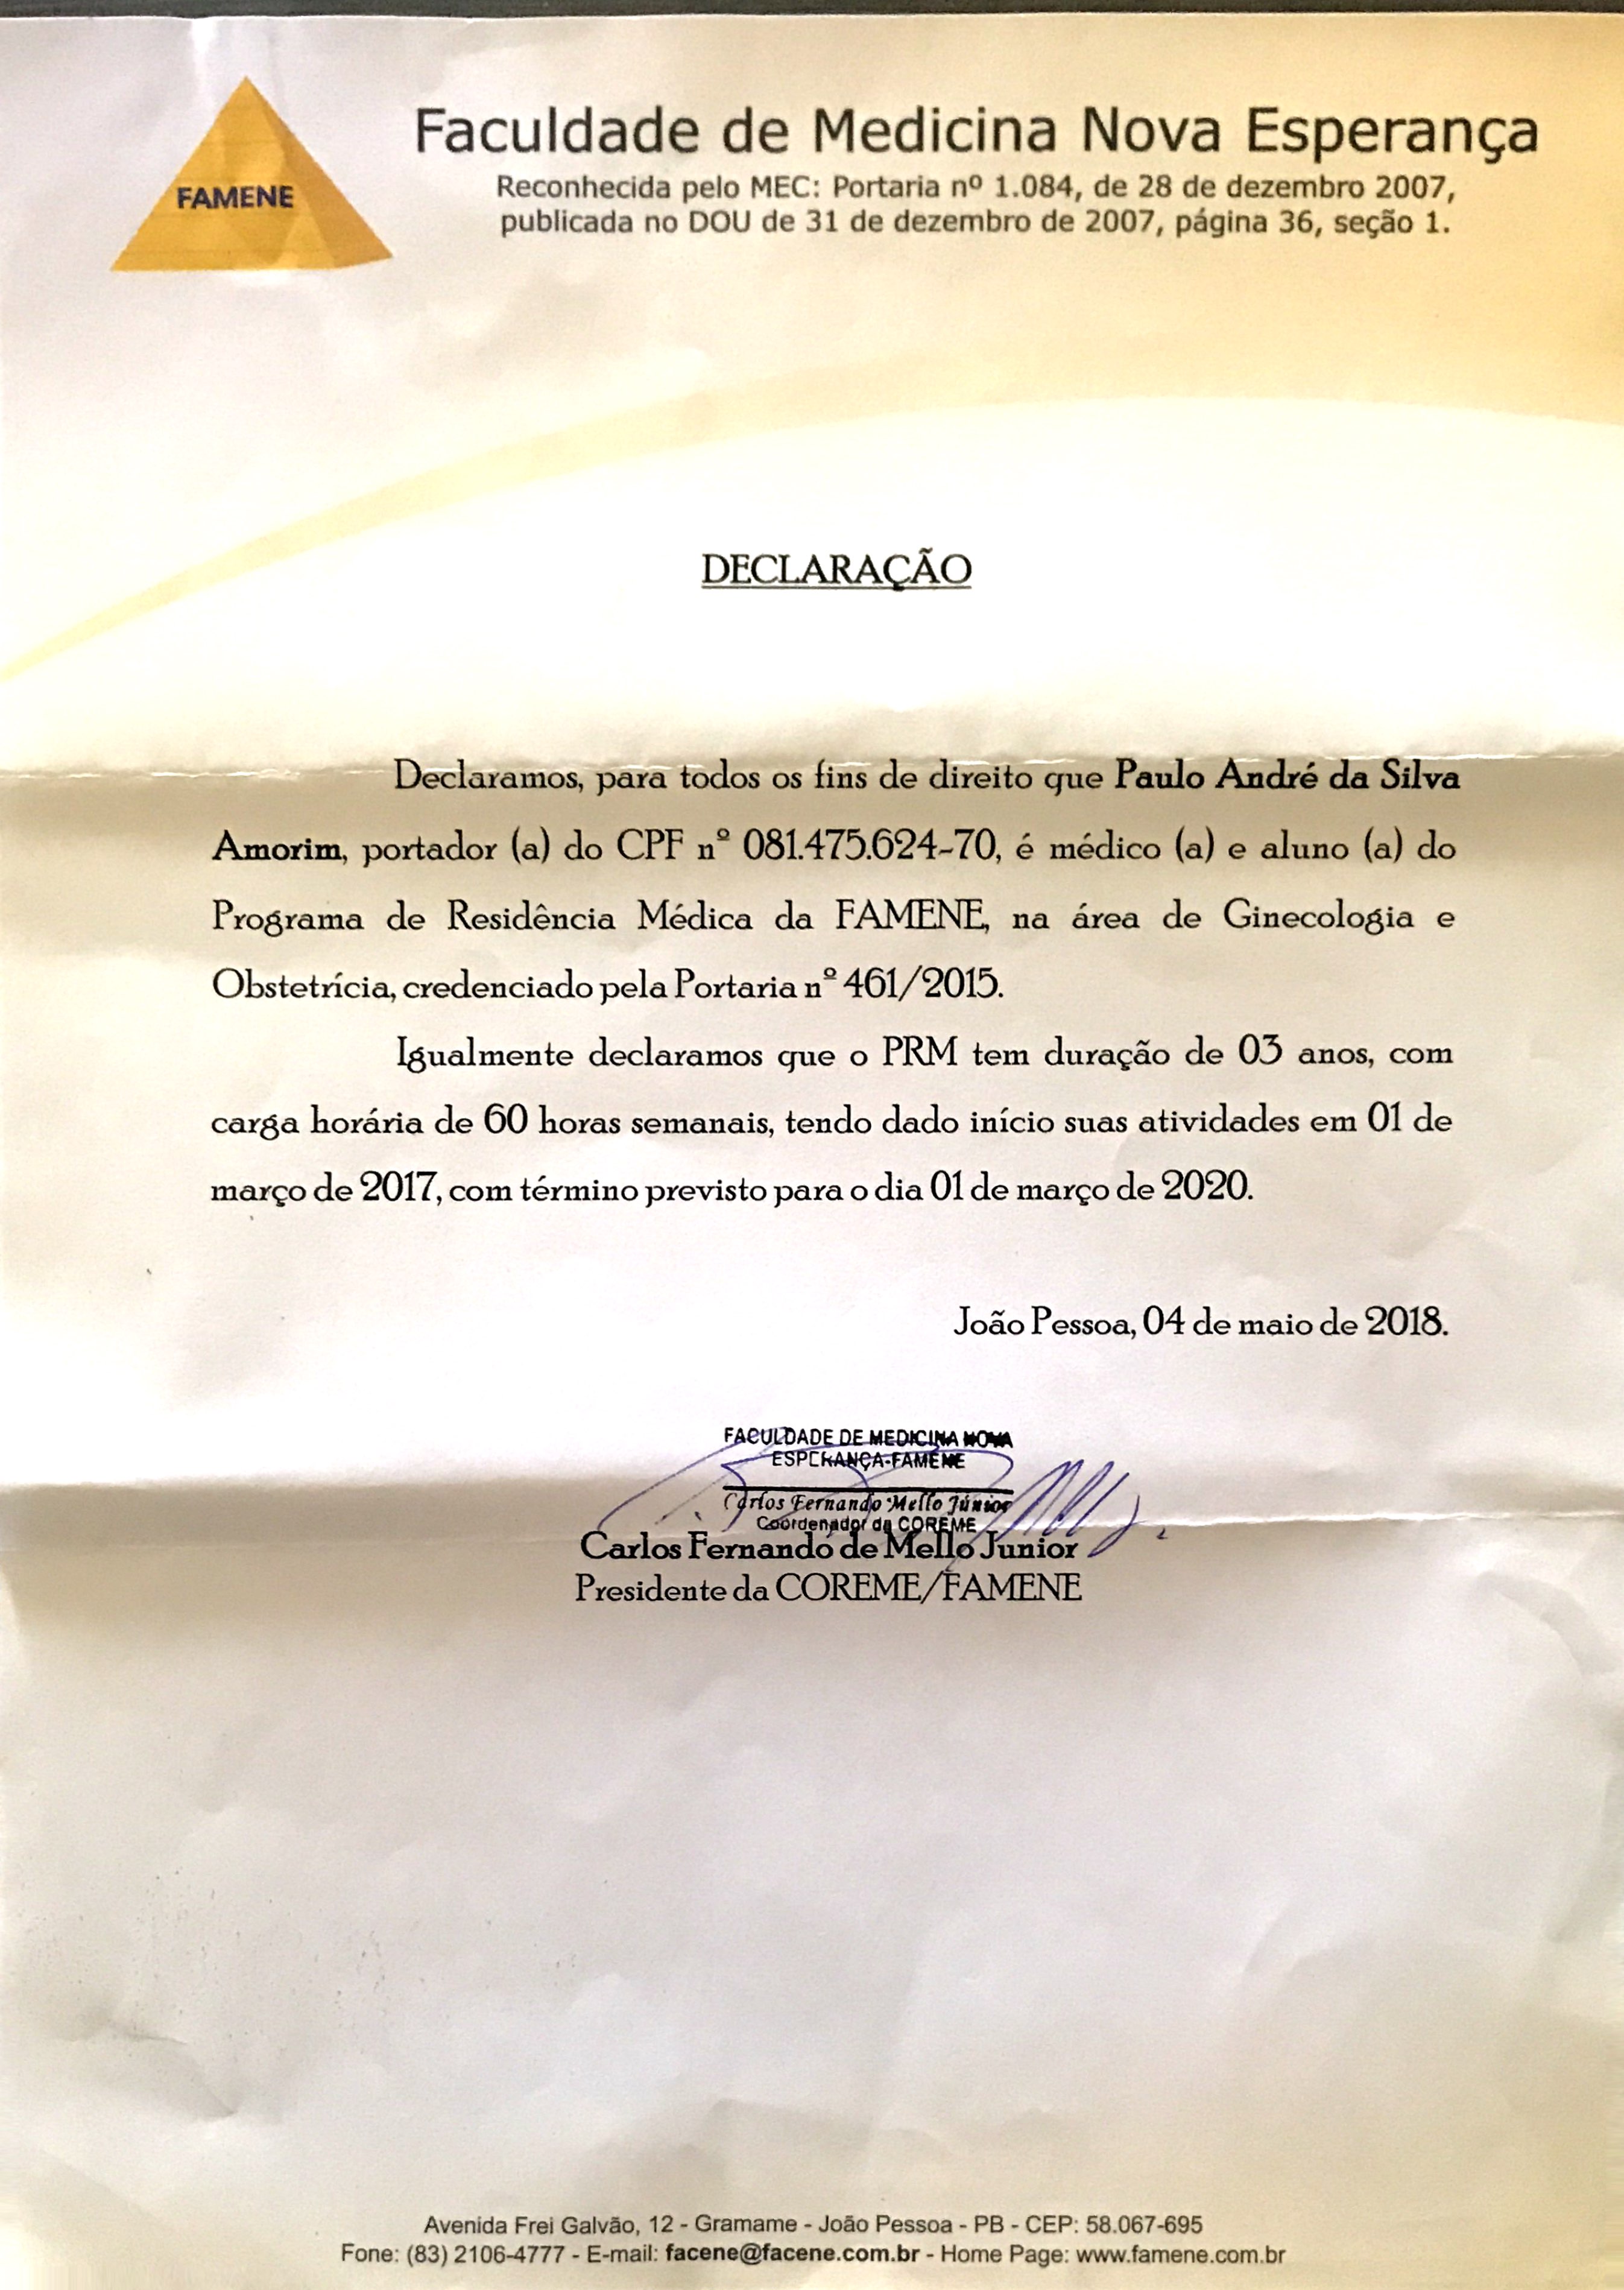 FAMENE
Faculdade de Medicina Nova Esperança
Reconhecida pelo MEC: Portaria nº 1.084, de 28 de dezembro 2007,
publicada no DOU de 31 de dezembro de 2007, página 36, seção 1.
DECLARAÇÃO
Declaramos, para todos os fins de direito que Paulo André da Silva
Amorim, portador (a) do CPF nº 081.475.624-70, é médico (a) e aluno (a) do
Programa de Residência Médica da FAMENE, na área de Ginecologia e
Obstetrícia, credenciado pela Portaria nº 461/2015.
Igualmente declaramos que o PRM tem duração de 03 anos, com
carga horária de 60 horas semanais, tendo dado início suas atividades em 01 de
março de 2017, com término previsto para o dia 01 de março de 2020.
João Pessoa, 04 de maio de 2018.
FACULDADE DE MEDICINA NOVA
ESPERANÇA-FAMENE
Carlos Fernando Mello Júnior
Coordenador da COREME
Carlos Fernando de Mello Junior
Presidente da COREME/FAMENE
Avenida Frei Galvão, 12 - Gramame - João Pessoa - PB - CEP: 58.067-695
Fone: (83) 2106-4777 - E-mail: facene@facene.com.br - Home Page: www.famene.com.br